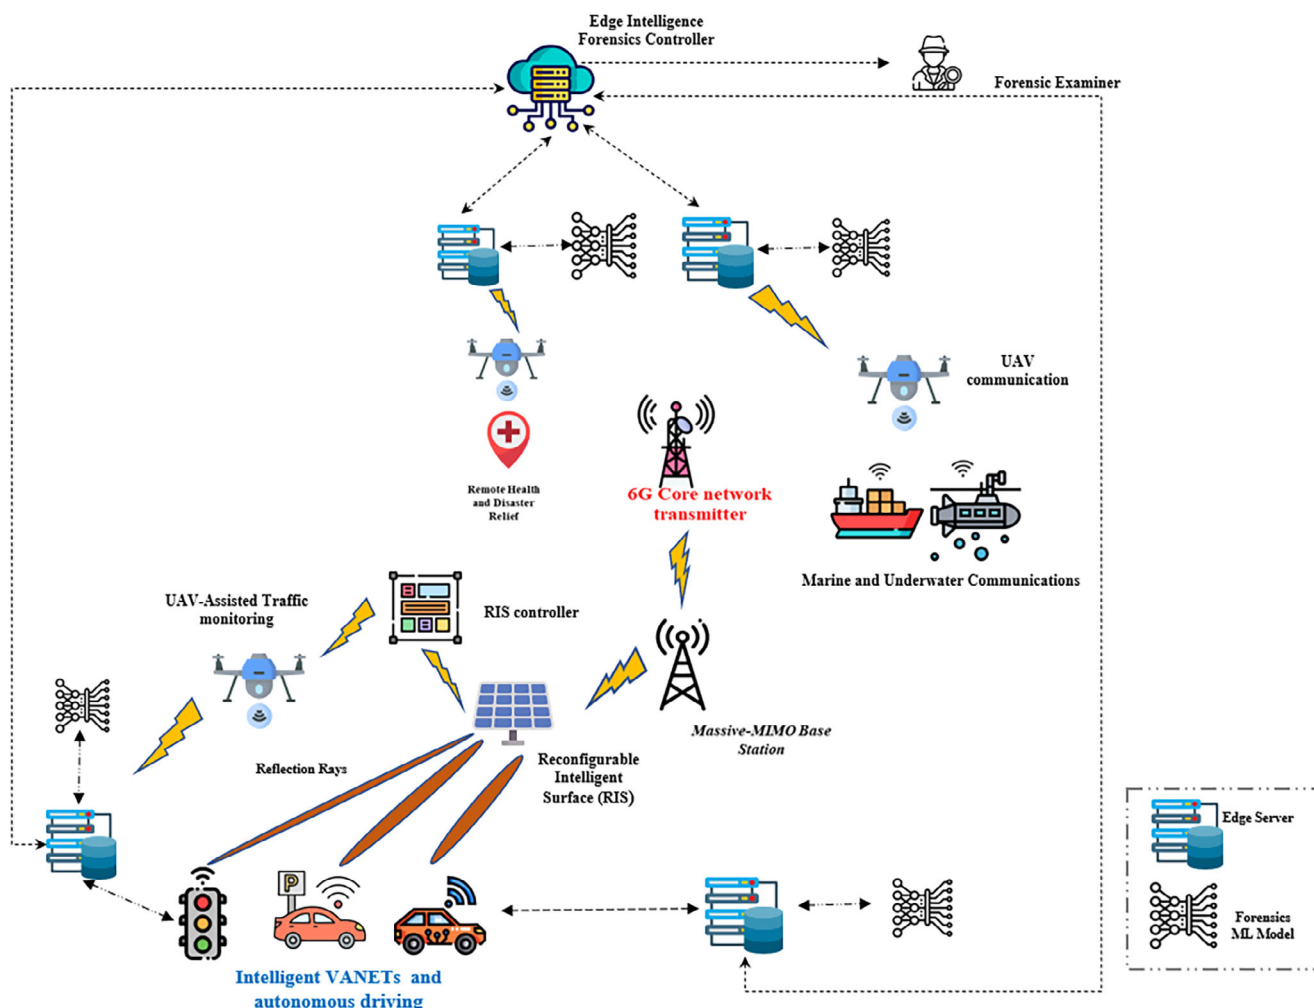 Edge Intelligence
Forensics Controller
Forensic Examiner
UAV
communication
Remote Health
and Disaster
Relief
6G Core network
transmitter
Marine and Underwater Communications
UAV-Assisted Traffic
monitoring
RIS controller
Massive-MIMO Base
Station
Reflection Rays
Reconfigurable
Intelligent
Surface (RIS)
P
Intelligent VANETs and
autonomous driving
Edge Server
Forensics
ML Model